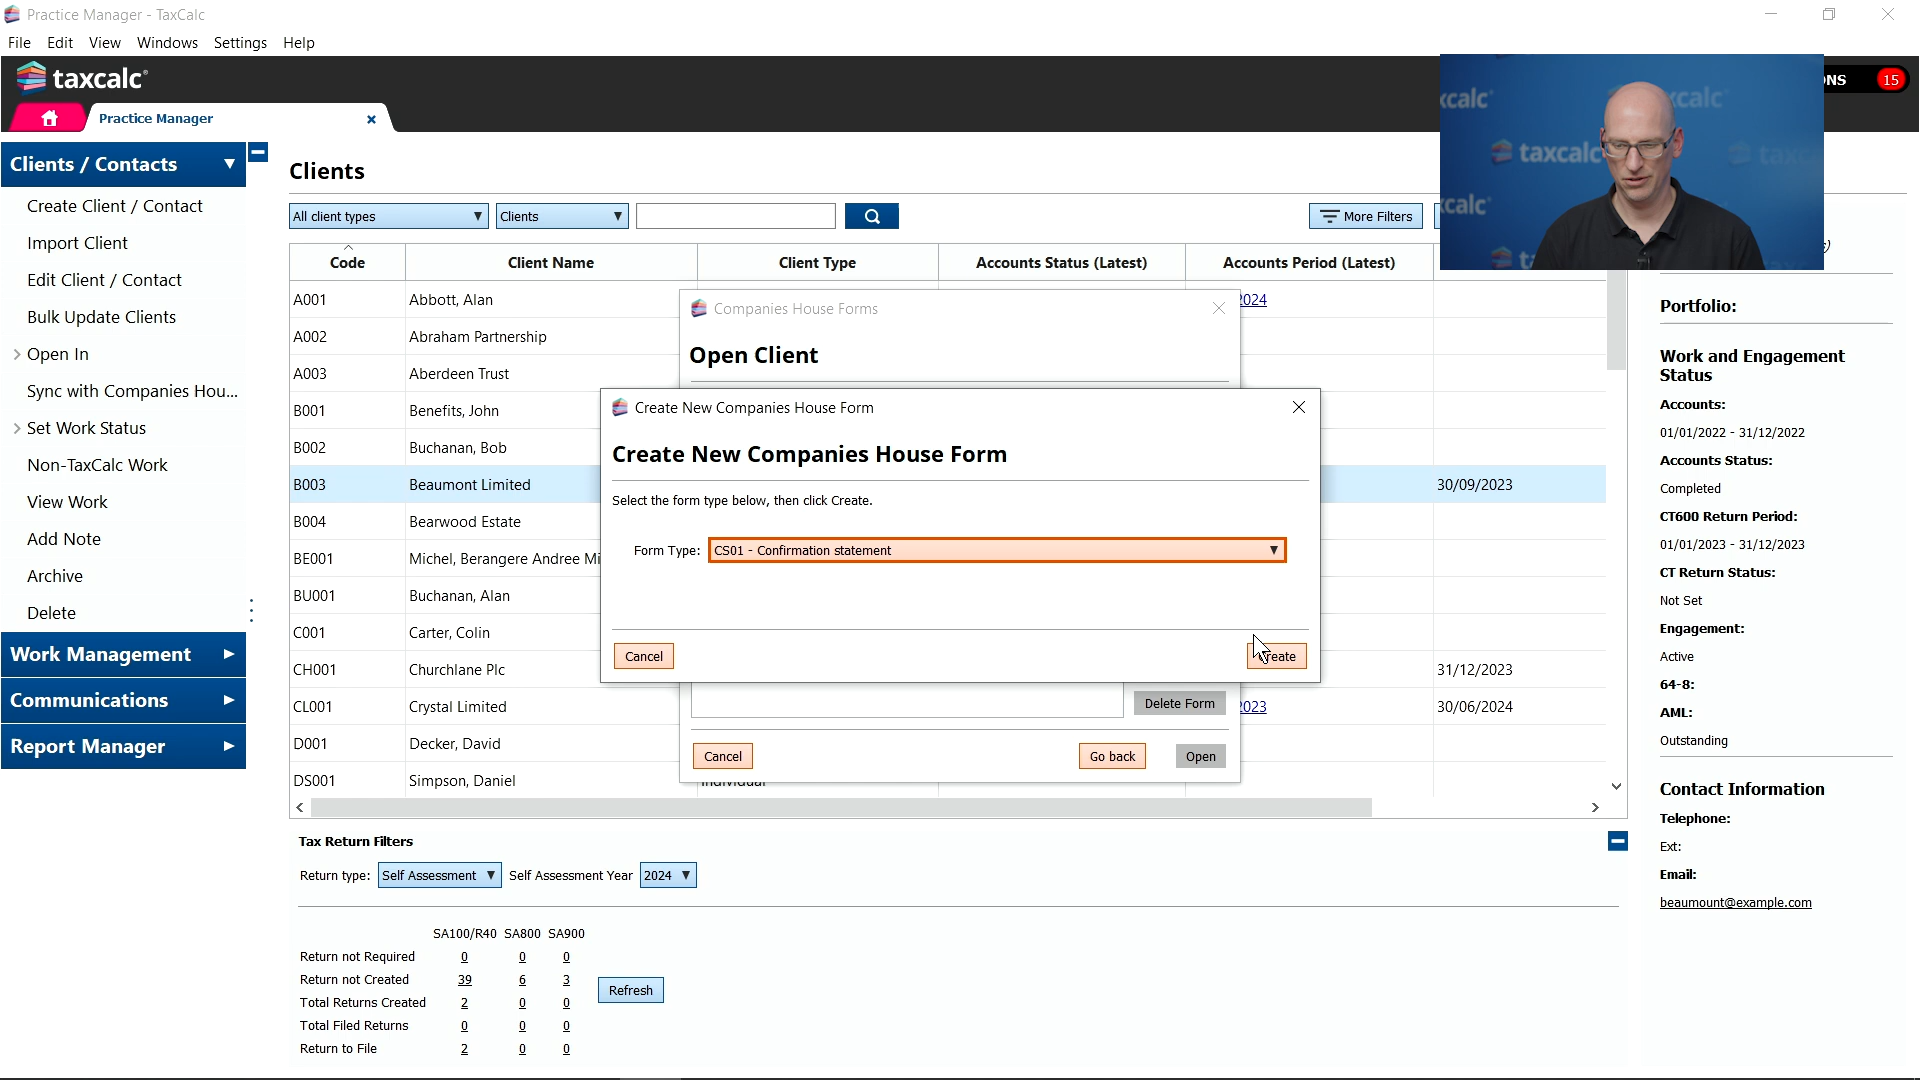 Practice Manager - TaxCalc
File Edit View Windows Settings Help
taxcalc
Practice Manager
15
Clients / Contacts
Create Client / Contact
Import Client
Edit Client / Contact
Bulk Update Clients
Open In
Sync with Companies Hou...
Set Work Status
Non-TaxCalc Work
View Work
Add Note
Archive
Delete
Work Management
Communications
Report Manager
Clients
All client types Clients More Filters
Code Client Name Client Type Accounts Status (Latest) Accounts Period (Latest)
A001 Abbott, Alan 2024
A002 Abraham Partnership
A003 Aberdeen Trust
B001 Benefits, John
B002 Buchanan, Bob
B003 Beaumont Limited 30/09/2023
B004 Bearwood Estate
BE001 Michel, Berangere Andree Mi
BU001 Buchanan, Alan
C001 Carter, Colin
CH001 Churchlane Plc 31/12/2023
CL001 Crystal Limited 2023 30/06/2024
D001 Decker, David
DS001 Simpson, Daniel Individual
Companies House Forms
Open Client
Create New Companies House Form
Create New Companies House Form
Select the form type below, then click Create.
Form Type: CS01 - Confirmation statement
Cancel Create
Delete Form
Cancel Go back Open
Tax Return Filters
Return type: Self Assessment Self Assessment Year 2024
SA100/R40 SA800 SA900
Return not Required 0 0 0
Return not Created 39 6 3
Total Returns Created 2 0 0
Total Filed Returns 0 0 0
Return to File 2 0 0
Refresh
taxcalc
Portfolio:
Work and Engagement
Status
Accounts:
01/01/2022 - 31/12/2022
Accounts Status:
Completed
CT600 Return Period:
01/01/2023 - 31/12/2023
CT Return Status:
Not Set
Engagement:
Active
64-8:
AML:
Outstanding
Contact Information
Telephone:
Ext:
Email:
beaumount@example.com